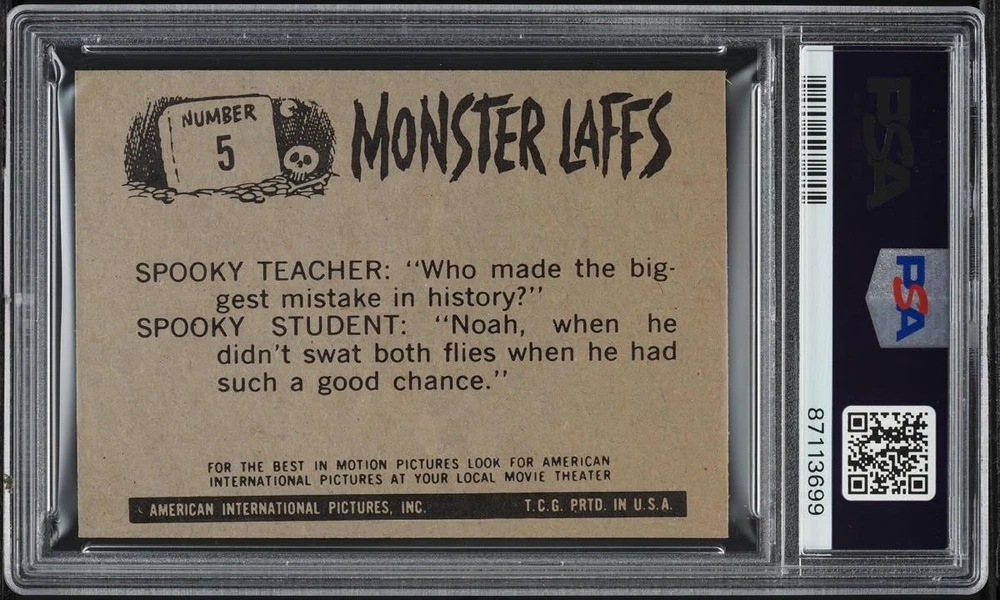 NUMBER
5
MONSTER LAFFS
SPOOKY TEACHER: “Who made the big-
gest mistake in history?”
SPOOKY STUDENT: “Noah, when he
didn’t swat both flies when he had
such a good chance.”
FOR THE BEST IN MOTION PICTURES LOOK FOR AMERICAN
INTERNATIONAL PICTURES AT YOUR LOCAL MOVIE THEATER
AMERICAN INTERNATIONAL PICTURES, INC. T.C.G. PRTD. IN U.S.A.
87113699
PSA
PSA